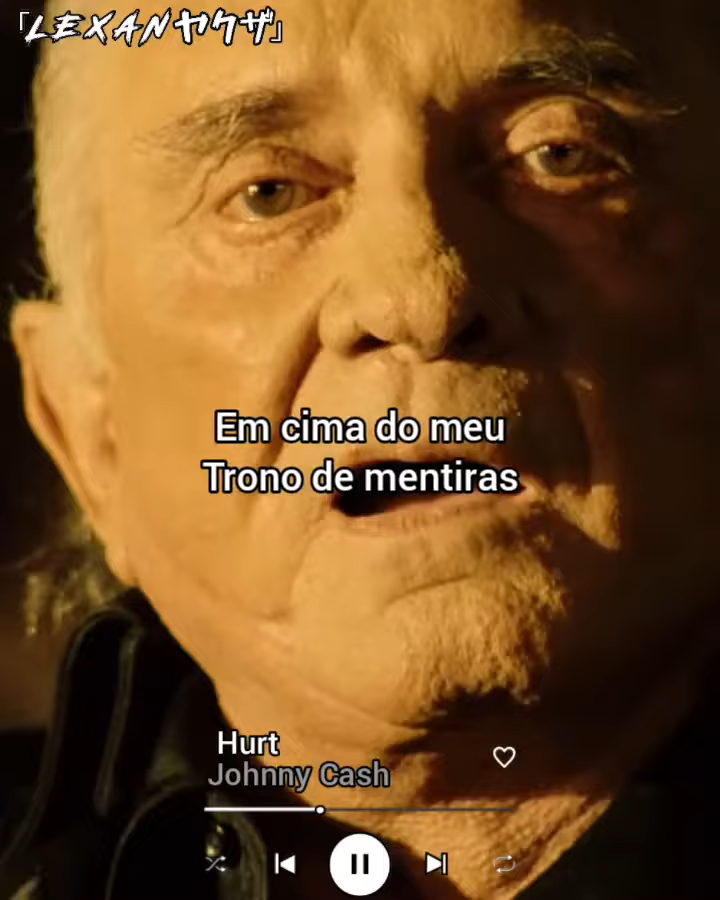 「LEXANヤクザ」
Em cima do meu
Trono de mentiras
Hurt
Johnny Cash